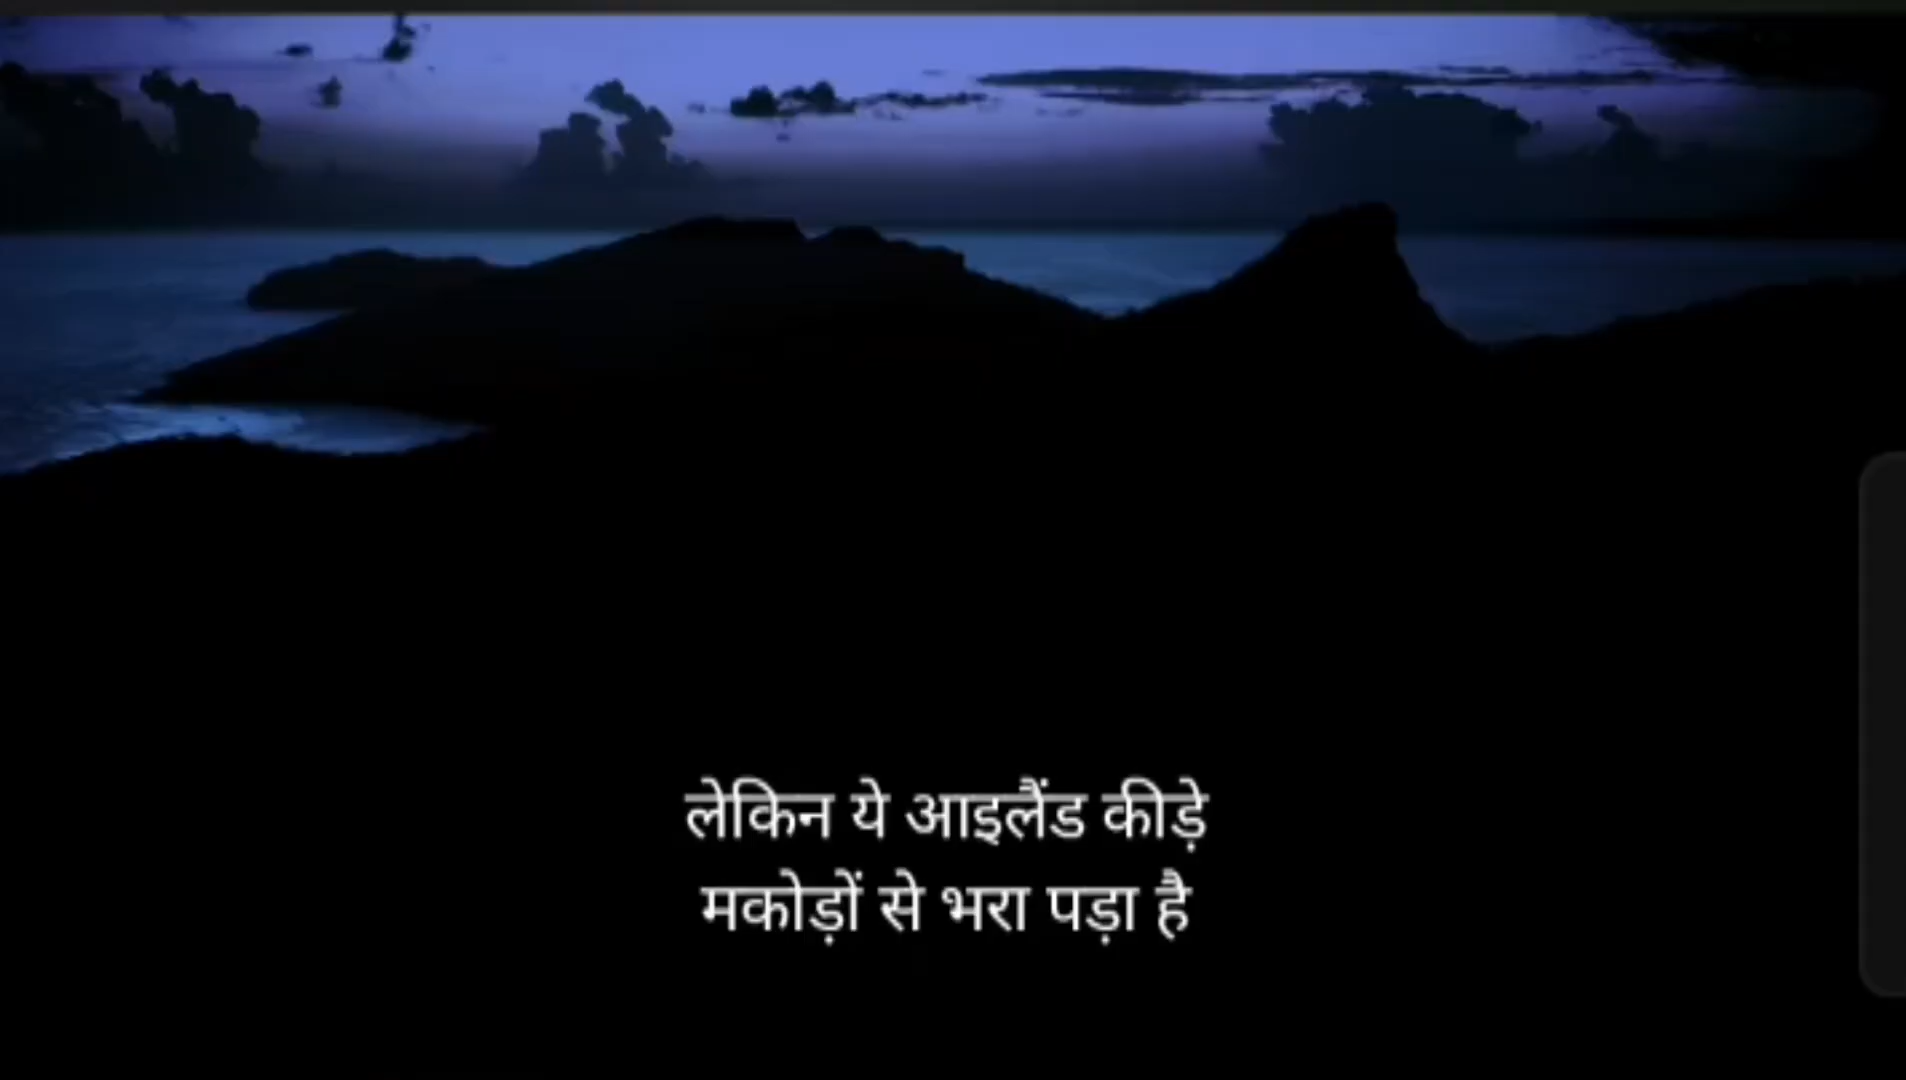 लेकिन ये आइलैंड कीड़े
मकोड़ों से भरा पड़ा है